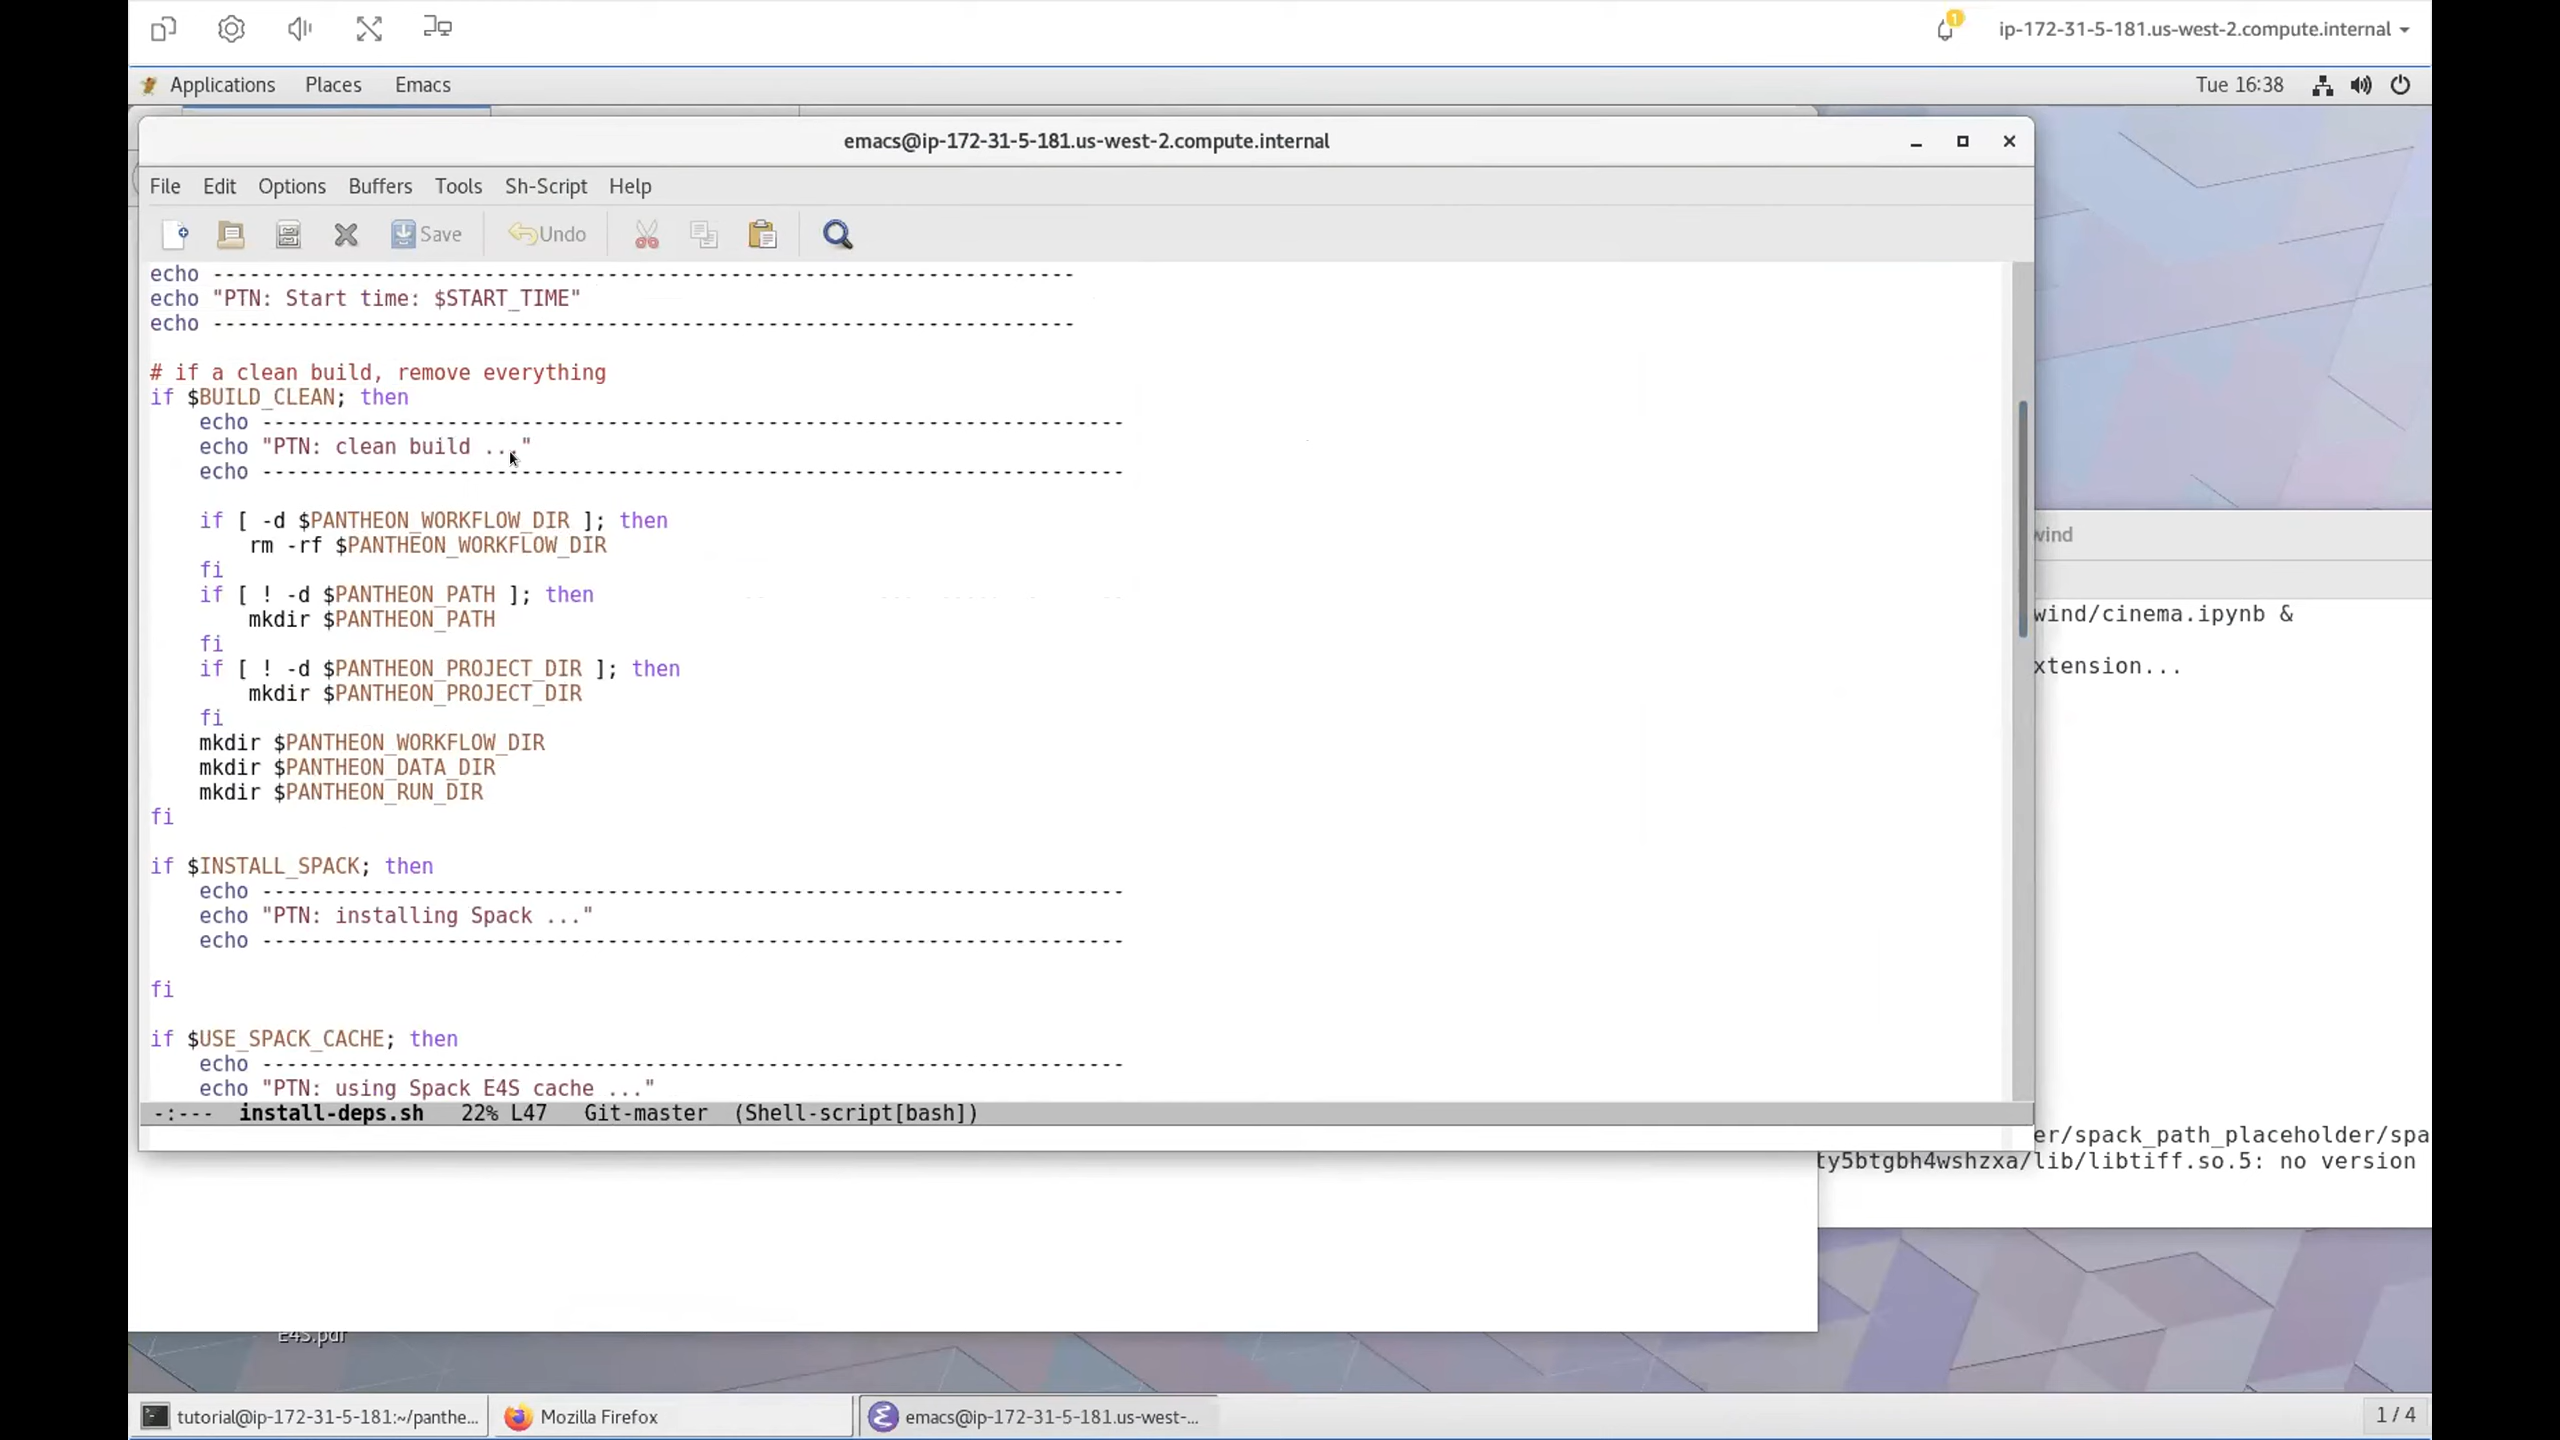 1
ip-172-31-5-181.us-west-2.compute.internal
Applications Places Emacs
Tue 16:38
emacs@ip-172-31-5-181.us-west-2.compute.internal
File Edit Options Buffers Tools Sh-Script Help
Save Undo
echo ----------------------------------------------------------------------
echo "PTN: Start time: $START_TIME"
echo ----------------------------------------------------------------------
# if a clean build, remove everything
if $BUILD_CLEAN; then
    echo ----------------------------------------------------------------------
    echo "PTN: clean build ..."
    echo ----------------------------------------------------------------------
    if [ -d $PANTHEON_WORKFLOW_DIR ]; then
        rm -rf $PANTHEON_WORKFLOW_DIR
    fi
    if [ ! -d $PANTHEON_PATH ]; then
        mkdir $PANTHEON_PATH
    fi
    if [ ! -d $PANTHEON_PROJECT_DIR ]; then
        mkdir $PANTHEON_PROJECT_DIR
    fi
    mkdir $PANTHEON_WORKFLOW_DIR
    mkdir $PANTHEON_DATA_DIR
    mkdir $PANTHEON_RUN_DIR
fi
if $INSTALL_SPACK; then
    echo ----------------------------------------------------------------------
    echo "PTN: installing Spack ..."
    echo ----------------------------------------------------------------------
fi
if $USE_SPACK_CACHE; then
    echo ----------------------------------------------------------------------
    echo "PTN: using Spack E4S cache ..."
-:--- install-deps.sh 22% L47 Git-master (Shell-script[bash])
wind
wind/cinema.ipynb &
xtension...
er/spack_path_placeholder/spa
ty5btgbh4wshzxa/lib/libtiff.so.5: no version
E4S.pdf
tutorial@ip-172-31-5-181:~/panthe...
Mozilla Firefox
emacs@ip-172-31-5-181.us-west-...
1 / 4